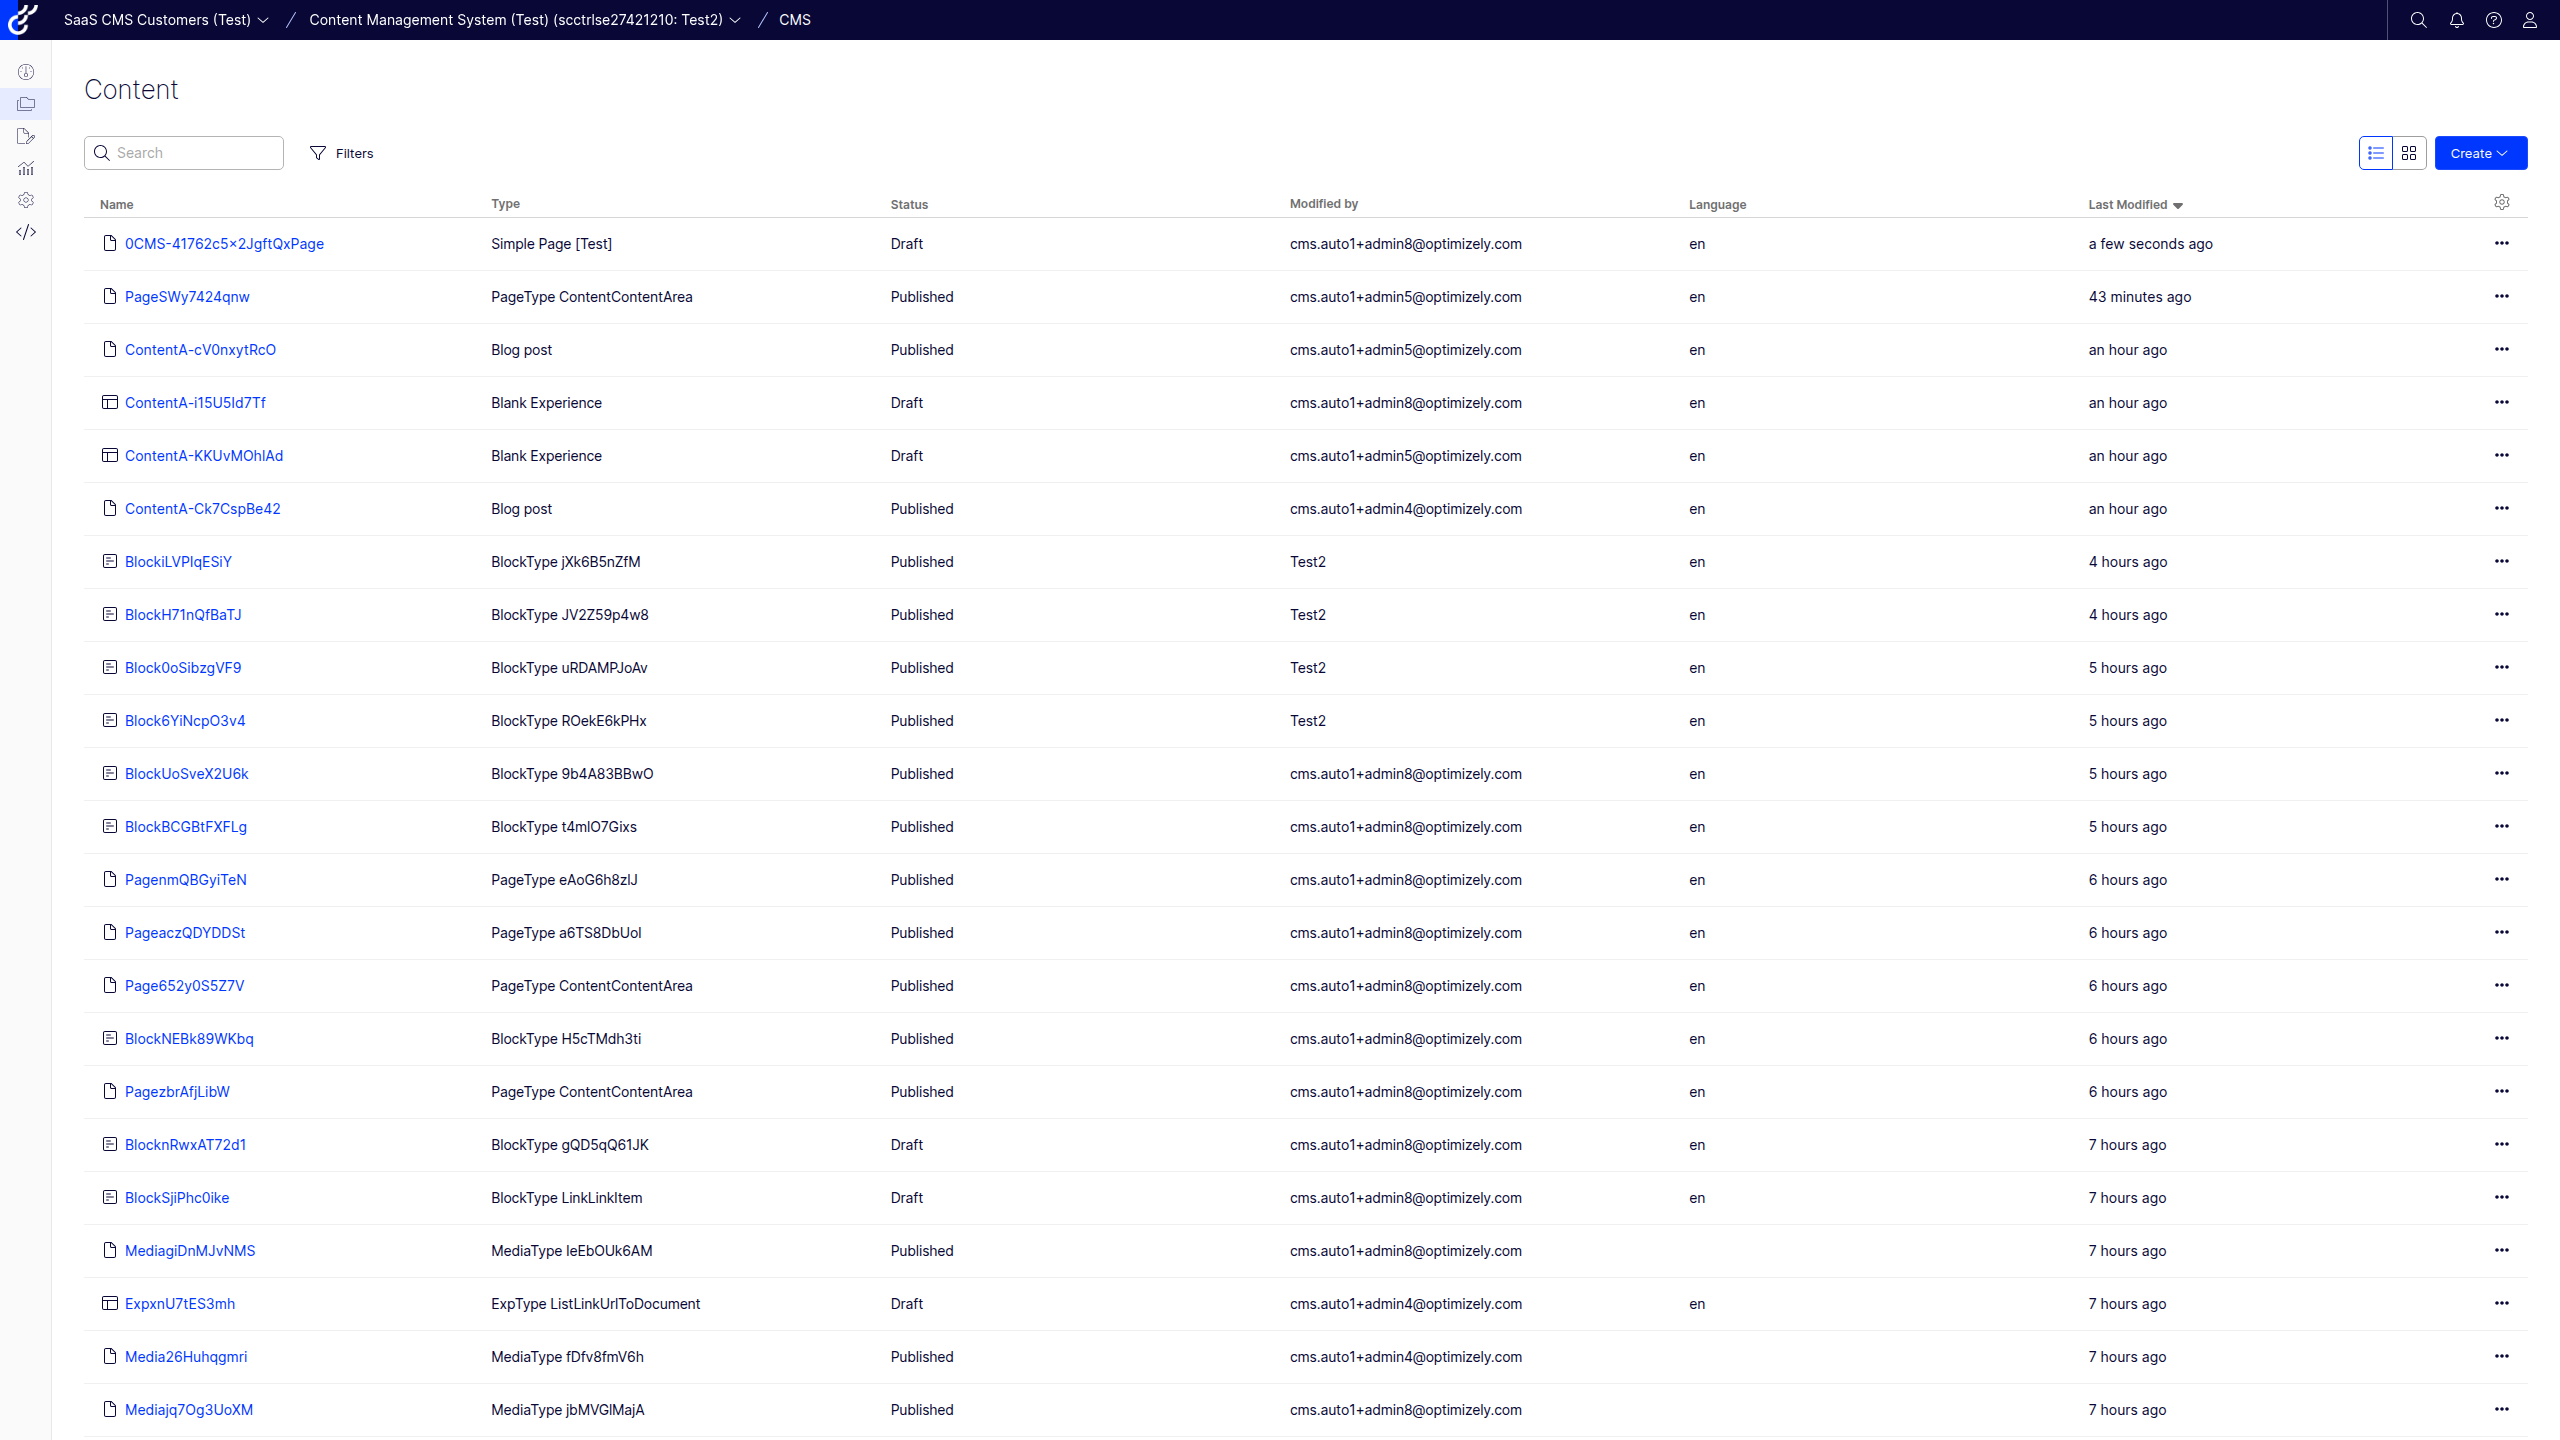 SaaS CMS Customers (Test) / Content Management System (Test) (scctrlse27421210: Test2) / CMS
Content
Search Filters Create
Name Type Status Modified by Language Last Modified
0CMS-41762c5×2JgftQxPage Simple Page [Test] Draft cms.auto1+admin8@optimizely.com en a few seconds ago
PageSWy7424qnw PageType ContentContentArea Published cms.auto1+admin5@optimizely.com en 43 minutes ago
ContentA-cV0nxytRcO Blog post Published cms.auto1+admin5@optimizely.com en an hour ago
ContentA-i15U5Id7Tf Blank Experience Draft cms.auto1+admin8@optimizely.com en an hour ago
ContentA-KKUvMOhlAd Blank Experience Draft cms.auto1+admin5@optimizely.com en an hour ago
ContentA-Ck7CspBe42 Blog post Published cms.auto1+admin4@optimizely.com en an hour ago
BlockiLVPlqESiY BlockType jXk6B5nZfM Published Test2 en 4 hours ago
BlockH71nQfBaTJ BlockType JV2Z59p4w8 Published Test2 en 4 hours ago
Block0oSibzgVF9 BlockType uRDAMPJoAv Published Test2 en 5 hours ago
Block6YiNcpO3v4 BlockType ROekE6kPHx Published Test2 en 5 hours ago
BlockUoSveX2U6k BlockType 9b4A83BBwO Published cms.auto1+admin8@optimizely.com en 5 hours ago
BlockBCGBtFXFLg BlockType t4mlO7Gixs Published cms.auto1+admin8@optimizely.com en 5 hours ago
PagenmQBGyiTeN PageType eAoG6h8zlJ Published cms.auto1+admin8@optimizely.com en 6 hours ago
PageaczQDYDDSt PageType a6TS8DbUoI Published cms.auto1+admin8@optimizely.com en 6 hours ago
Page652y0S5Z7V PageType ContentContentArea Published cms.auto1+admin8@optimizely.com en 6 hours ago
BlockNEBk89WKbq BlockType H5cTMdh3ti Published cms.auto1+admin8@optimizely.com en 6 hours ago
PagezbrAfjLibW PageType ContentContentArea Published cms.auto1+admin8@optimizely.com en 6 hours ago
BlocknRwxAT72d1 BlockType gQD5qQ61JK Draft cms.auto1+admin8@optimizely.com en 7 hours ago
BlockSjiPhc0ike BlockType LinkLinkItem Draft cms.auto1+admin8@optimizely.com en 7 hours ago
MediagiDnMJvNMS MediaType IeEbOUk6AM Published cms.auto1+admin8@optimizely.com 7 hours ago
ExpxnU7tES3mh ExpType ListLinkUrlToDocument Draft cms.auto1+admin4@optimizely.com en 7 hours ago
Media26Huhqgmri MediaType fDfv8fmV6h Published cms.auto1+admin4@optimizely.com 7 hours ago
Mediajq7Og3UoXM MediaType jbMVGlMajA Published cms.auto1+admin8@optimizely.com 7 hours ago